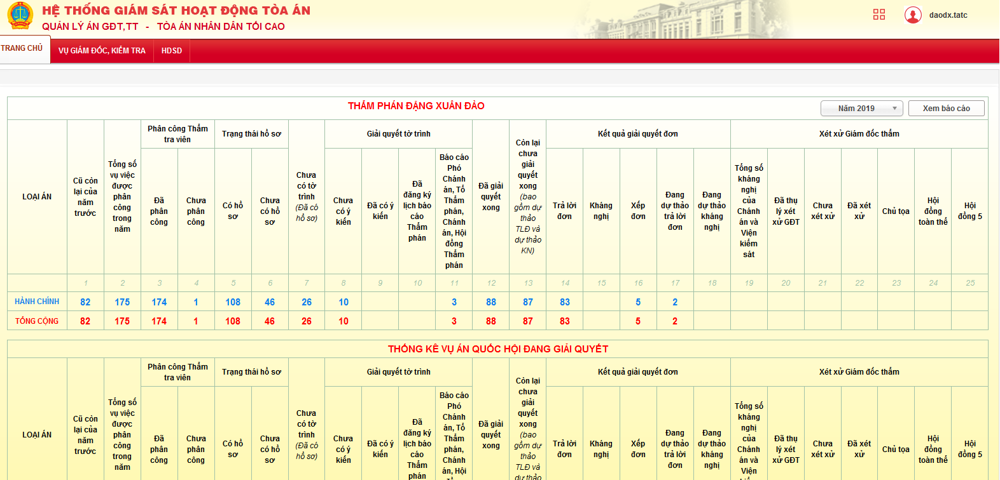 HỆ THỐNG GIÁM SÁT HOẠT ĐỘNG TÒA ÁN
QUẢN LÝ ÁN GĐT,TT - TÒA ÁN NHÂN DÂN TỐI CAO
daodx.tatc
TRANG CHỦ VỤ GIÁM ĐỐC, KIỂM TRA HDSD
THẨM PHÁN ĐẶNG XUÂN ĐẢO
Năm 2019 Xem báo cáo
LOẠI ÁN
Cũ còn
lại của
năm
trước
Tổng số
vụ việc
được
phân
công
trong
năm
Phân công Thẩm
tra viên
Đã
phân
công
Chưa
phân
công
Trạng thái hồ sơ
Có hồ
sơ
Chưa
có hồ
sơ
Chưa
có tờ
trình
(Đã có
hồ sơ)
Giải quyết tờ trình
Chưa
có ý
kiến
Đã có ý
kiến
Đã
đăng ký
lịch báo
cáo
Thẩm
phán
Báo cáo
Phó
Chánh
án, Tổ
Thẩm
phán,
Chánh
án, Hội
đồng
Thẩm
phán
Đã giải
quyết
xong
Còn lại
chưa
giải
quyết
xong
(bao
gồm dự
thảo
TLĐ và
dự thảo
KN)
Kết quả giải quyết đơn
Trả lời
đơn
Kháng
nghị
Xếp
đơn
Đang
dự thảo
trả lời
đơn
Đang
dự thảo
kháng
nghị
Xét xử Giám đốc thẩm
Tổng số
kháng
nghị
của
Chánh
án và
Viện
kiểm
sát
Đã thụ
lý xét
xử GĐT
Chưa
xét xử
Đã xét
xử
Chủ tọa
Hội
đồng
toàn thể
Hội
đồng 5
1 2 3 4 5 6 7 8 9 10 11 12 13 14 15 16 17 18 19 20 21 22 23 24 25
HÀNH CHÍNH 82 175 174 1 108 46 26 10 3 88 87 83 5 2
TỔNG CỘNG 82 175 174 1 108 46 26 10 3 88 87 83 5 2
THỐNG KÊ VỤ ÁN QUỐC HỘI ĐANG GIẢI QUYẾT
LOẠI ÁN
Cũ còn
lại của
năm
trước
Tổng số
vụ việc
được
phân
công
trong
năm
Phân công Thẩm
tra viên
Đã
phân
công
Chưa
phân
công
Trạng thái hồ sơ
Có hồ
sơ
Chưa
có hồ
sơ
Chưa
có tờ
trình
(Đã có
hồ sơ)
Giải quyết tờ trình
Chưa
có ý
kiến
Đã có ý
kiến
Đã
đăng ký
lịch báo
cáo
Thẩm
phán
Báo cáo
Phó
Chánh
án, Tổ
Thẩm
phán,
Chánh
án, Hội
Đã giải
quyết
xong
Còn lại
chưa
giải
quyết
xong
(bao
gồm dự
thảo
TLĐ và
dự thảo
Kết quả giải quyết đơn
Trả lời
đơn
Kháng
nghị
Xếp
đơn
Đang
dự thảo
trả lời
đơn
Đang
dự thảo
kháng
nghị
Xét xử Giám đốc thẩm
Tổng số
kháng
nghị
của
Chánh
án và
Viện
Đã thụ
lý xét
xử GĐT
Chưa
xét xử
Đã xét
xử
Chủ tọa
Hội
đồng
toàn thể
Hội
đồng 5